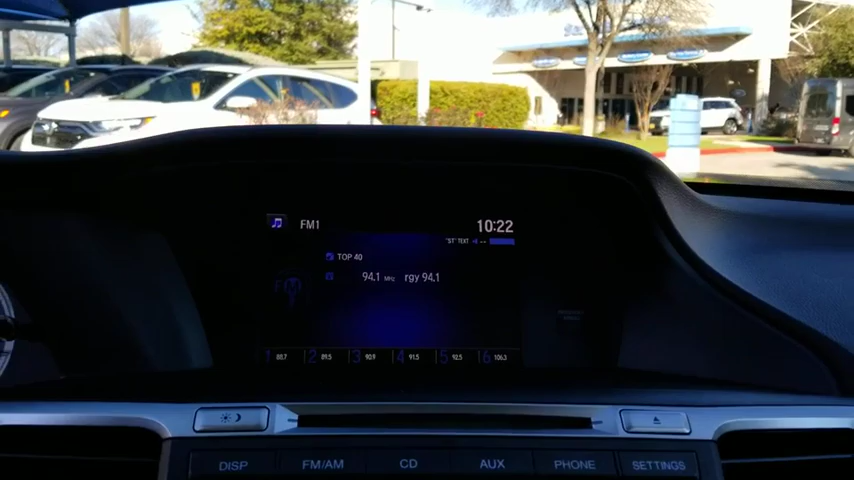 FM1
10:22
"ST" TEXT
TOP 40
94.1 MHz rgy 94.1
FM
1 88.7 2 89.5 3 90.9 4 91.5 5 92.5 6 106.3
DISP FM/AM CD AUX PHONE SETTINGS